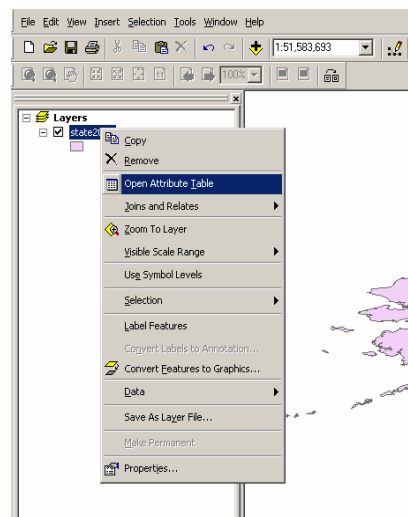 File Edit View Insert Selection Tools Window Help
1:51,583,693
100%
Layers
Copy
Remove
Open Attribute Table
Joins and Relates
Zoom To Layer
Visible Scale Range
Use Symbol Levels
Selection
Label Features
Convert Labels to Annotation...
Convert Features to Graphics...
Data
Save As Layer File...
Make Permanent
Properties...